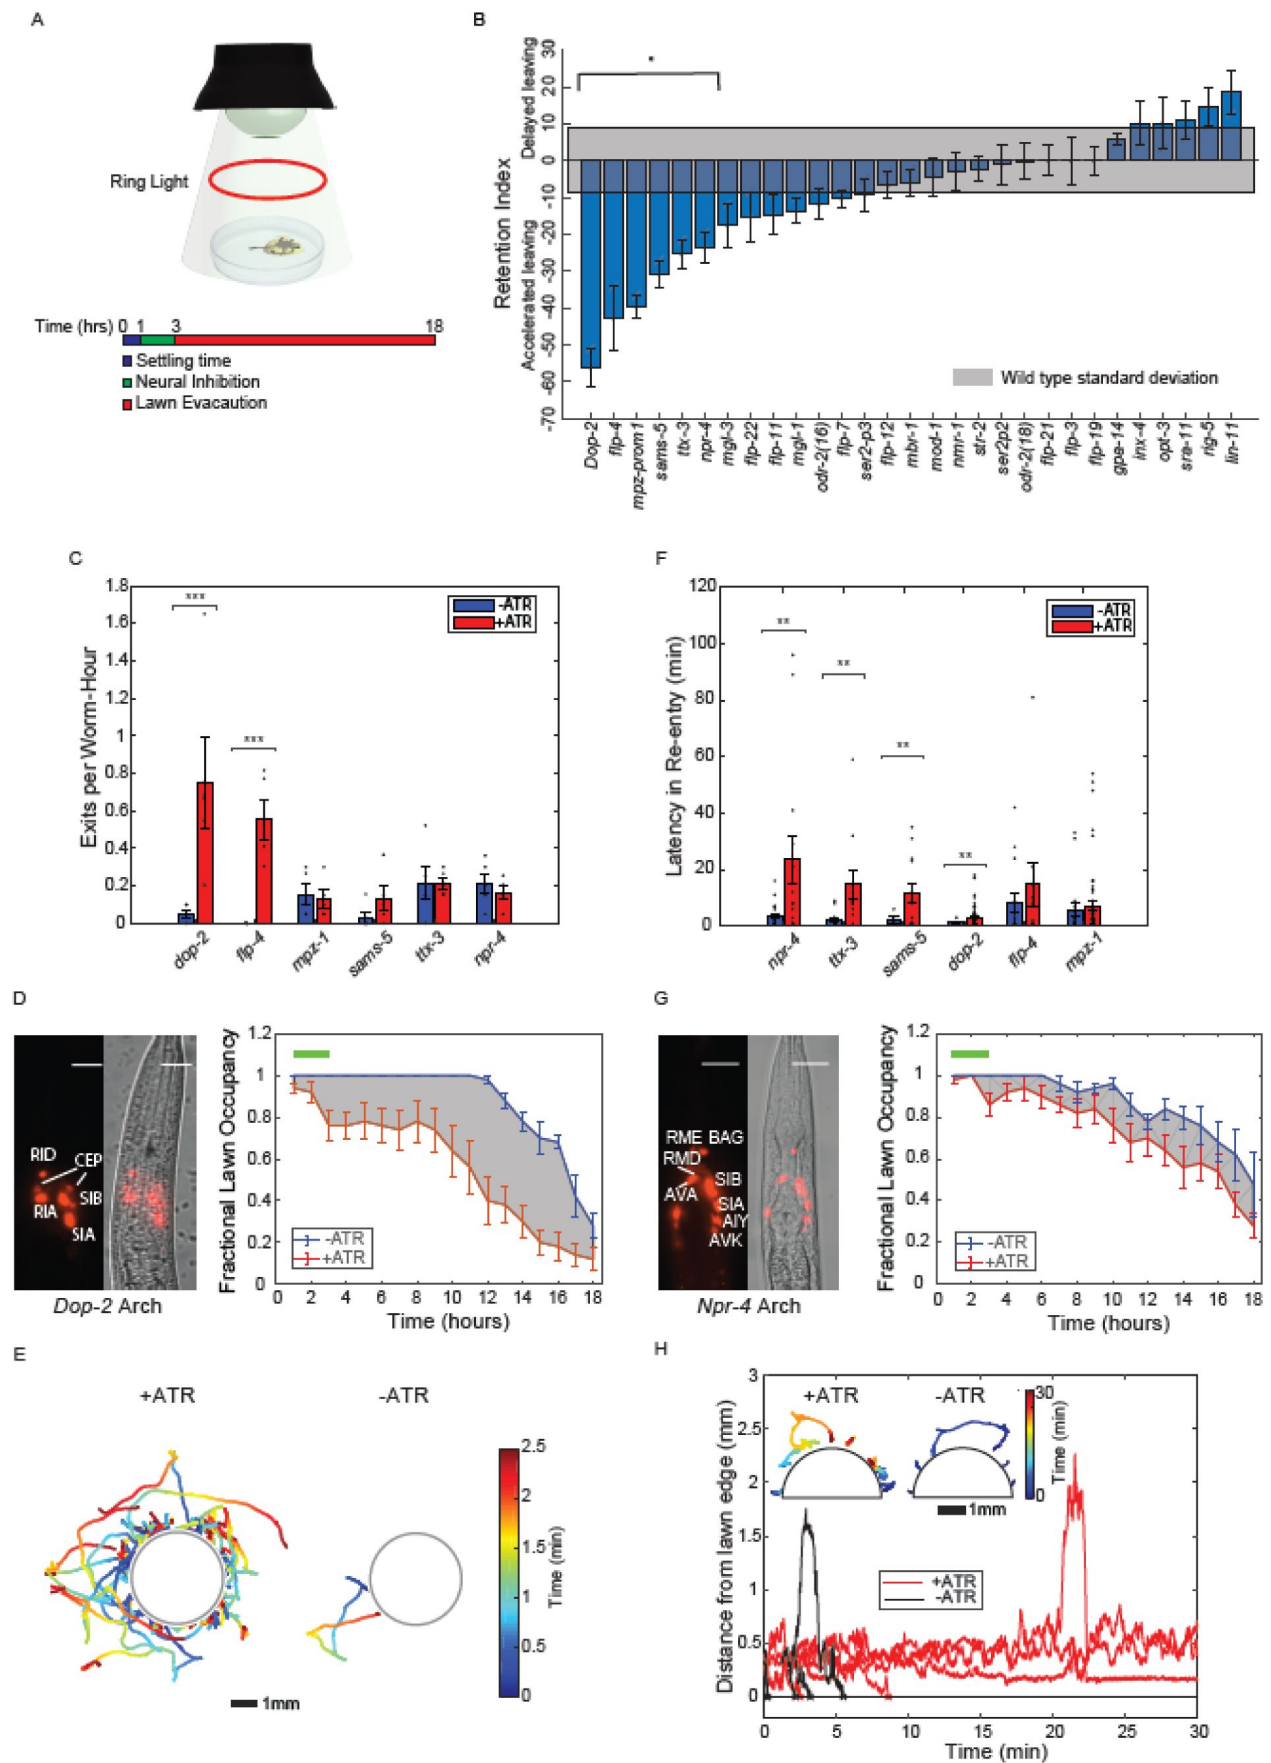 A
Ring Light
Time (hrs) 0 1 3 18
Settling time
Neural Inhibition
Lawn Evacaution
B
Retention Index
Accelerated leaving
Delayed leaving
30
20
10
0
-10
-20
-30
-40
-50
-60
-70
*
Wild type standard deviation
Dop-2
flp-4
mpz-prom1
sams-5
ttx-3
npr-4
mgl-3
flp-22
flp-11
mgl-1
odr-2(16)
flp-7
ser2-p3
flp-12
mbr-1
mod-1
nmr-1
str-2
ser2p2
odr-2(18)
flp-21
flp-3
flp-19
gpa-14
inx-4
opt-3
sra-11
rig-5
lin-11
C
Exits per Worm-Hour
1.8
1.6
1.4
1.2
1
0.8
0.6
0.4
0.2
0
***
***
-ATR
+ATR
dop-2
flp-4
mpz-1
sams-5
ttx-3
npr-4
F
Latency in Re-entry (min)
120
100
80
60
40
20
0
**
**
**
**
-ATR
+ATR
npr-4
ttx-3
sams-5
dop-2
flp-4
mpz-1
D
RID
CEP
SIB
RIA
SIA
Dop-2 Arch
Fractional Lawn Occupancy
1.2
1
0.8
0.6
0.4
0.2
0
-ATR
+ATR
0 2 4 6 8 10 12 14 16 18
Time (hours)
G
RME BAG
RMD
SIB
AVA
SIA
AIY
AVK
Npr-4 Arch
Fractional Lawn Occupancy
1.2
1
0.8
0.6
0.4
0.2
0
-ATR
+ATR
0 2 4 6 8 10 12 14 16 18
Time (hours)
E
+ATR
-ATR
2.5
2
1.5
1
0.5
0
Time (min)
1mm
H
Distance from lawn edge (mm)
3
2.5
2
1.5
1
0.5
0
+ATR
-ATR
30
0
Time (min)
1mm
+ATR
-ATR
0 5 10 15 20 25 30
Time (min)